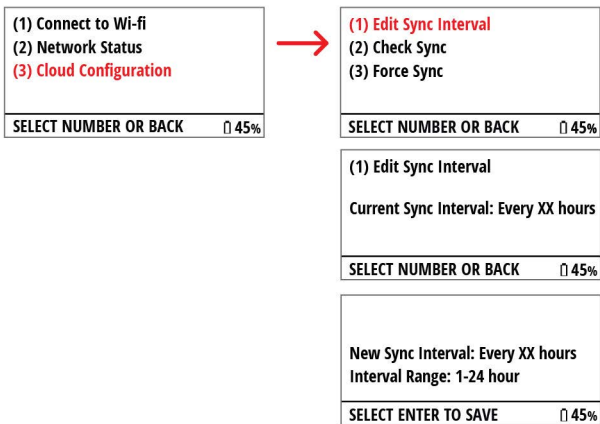 (1) Connect to Wi-fi
(2) Network Status
(3) Cloud Configuration
SELECT NUMBER OR BACK 45%
(1) Edit Sync Interval
(2) Check Sync
(3) Force Sync
SELECT NUMBER OR BACK 45%
(1) Edit Sync Interval
Current Sync Interval: Every XX hours
SELECT NUMBER OR BACK 45%
New Sync Interval: Every XX hours
Interval Range: 1-24 hour
SELECT ENTER TO SAVE 45%